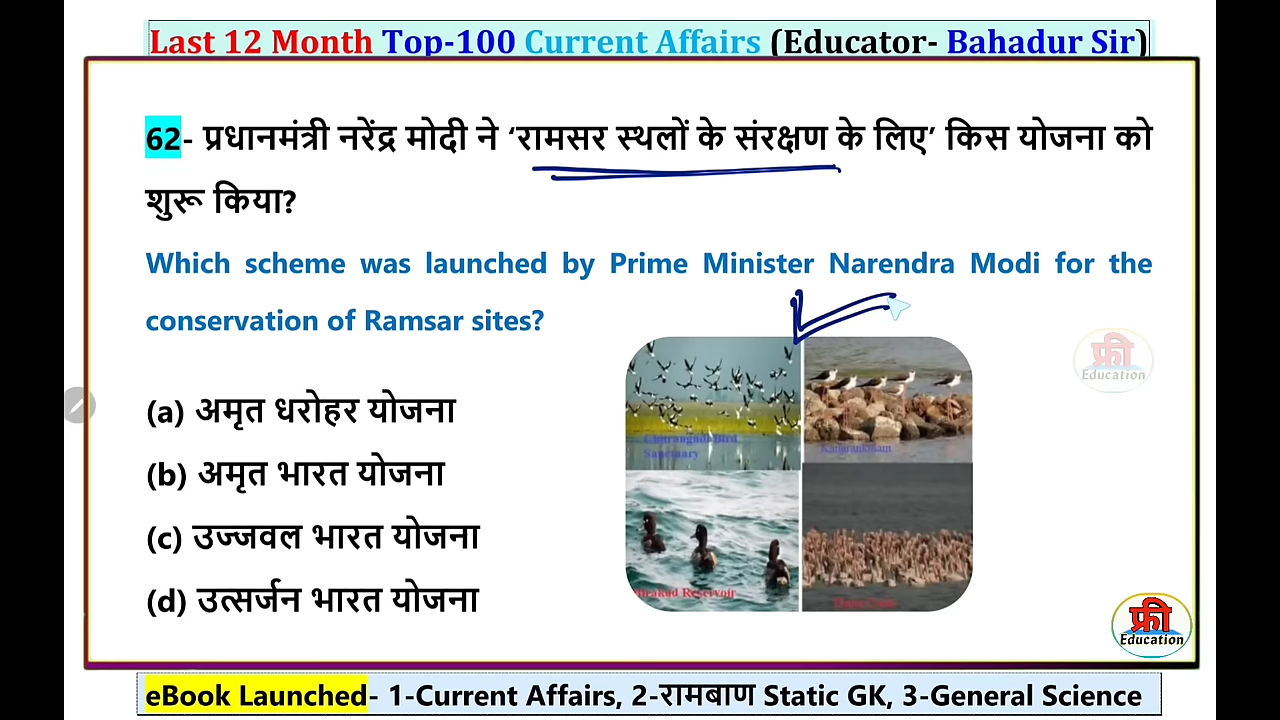 Last 12 Month Top-100 Current Affairs (Educator- Bahadur Sir)
62- प्रधानमंत्री नरेंद्र मोदी ने ‘रामसर स्थलों के संरक्षण के लिए’ किस योजना को
शुरू किया?
Which scheme was launched by Prime Minister Narendra Modi for the
conservation of Ramsar sites?
(a) अमृत धरोहर योजना
(b) अमृत भारत योजना
(c) उज्जवल भारत योजना
(d) उत्सर्जन भारत योजना
Sanctuary
Reservoir
फ्री
Education
फ्री
Education
eBook Launched- 1-Current Affairs, 2-रामबाण Static GK, 3-General Science